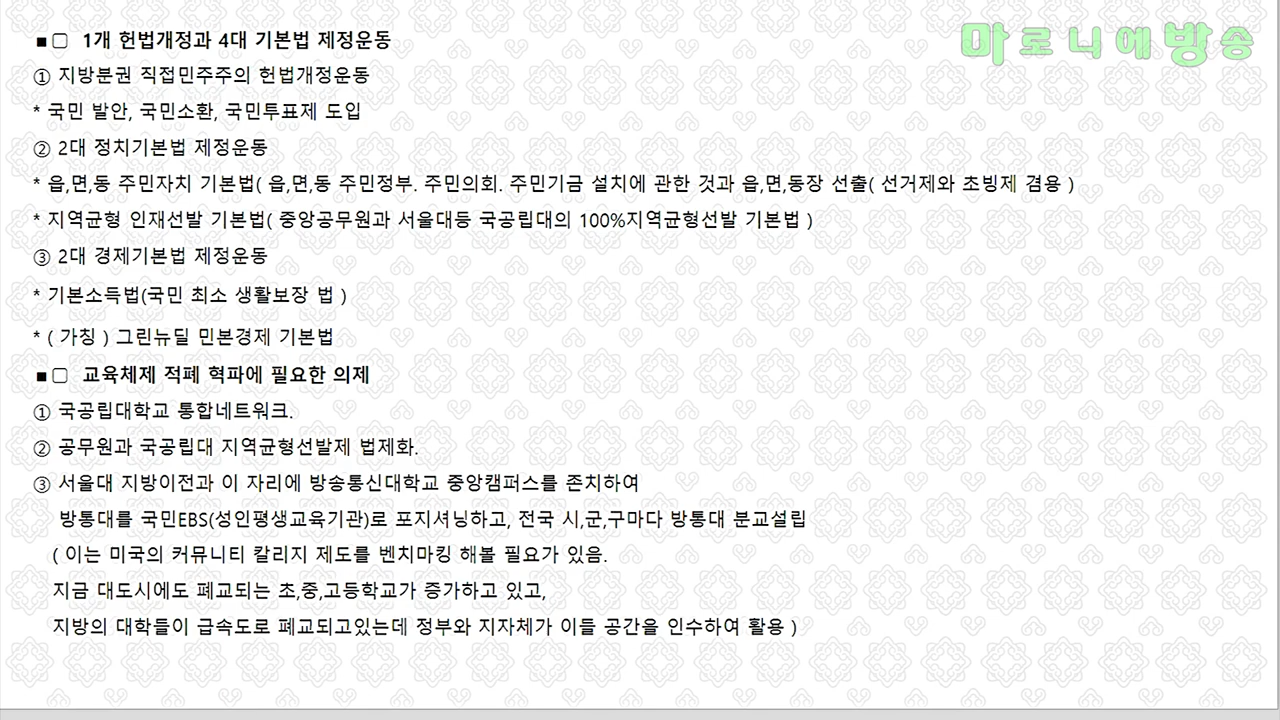 마로니에방송
■▢ 1개 헌법개정과 4대 기본법 제정운동
① 지방분권 직접민주주의 헌법개정운동
* 국민 발안, 국민소환, 국민투표제 도입
② 2대 정치기본법 제정운동
* 읍,면,동 주민자치 기본법( 읍,면,동 주민정부. 주민의회. 주민기금 설치에 관한 것과 읍,면,동장 선출( 선거제와 초빙제 겸용 )
* 지역균형 인재선발 기본법( 중앙공무원과 서울대등 국공립대의 100%지역균형선발 기본법 )
③ 2대 경제기본법 제정운동
* 기본소득법(국민 최소 생활보장 법 )
* ( 가칭 ) 그린뉴딜 민본경제 기본법
■▢ 교육체제 적폐 혁파에 필요한 의제
① 국공립대학교 통합네트워크.
② 공무원과 국공립대 지역균형선발제 법제화.
③ 서울대 지방이전과 이 자리에 방송통신대학교 중앙캠퍼스를 존치하여
방통대를 국민EBS(성인평생교육기관)로 포지셔닝하고, 전국 시,군,구마다 방통대 분교설립
( 이는 미국의 커뮤니티 칼리지 제도를 벤치마킹 해볼 필요가 있음.
지금 대도시에도 폐교되는 초,중,고등학교가 증가하고 있고,
지방의 대학들이 급속도로 폐교되고있는데 정부와 지자체가 이들 공간을 인수하여 활용 )